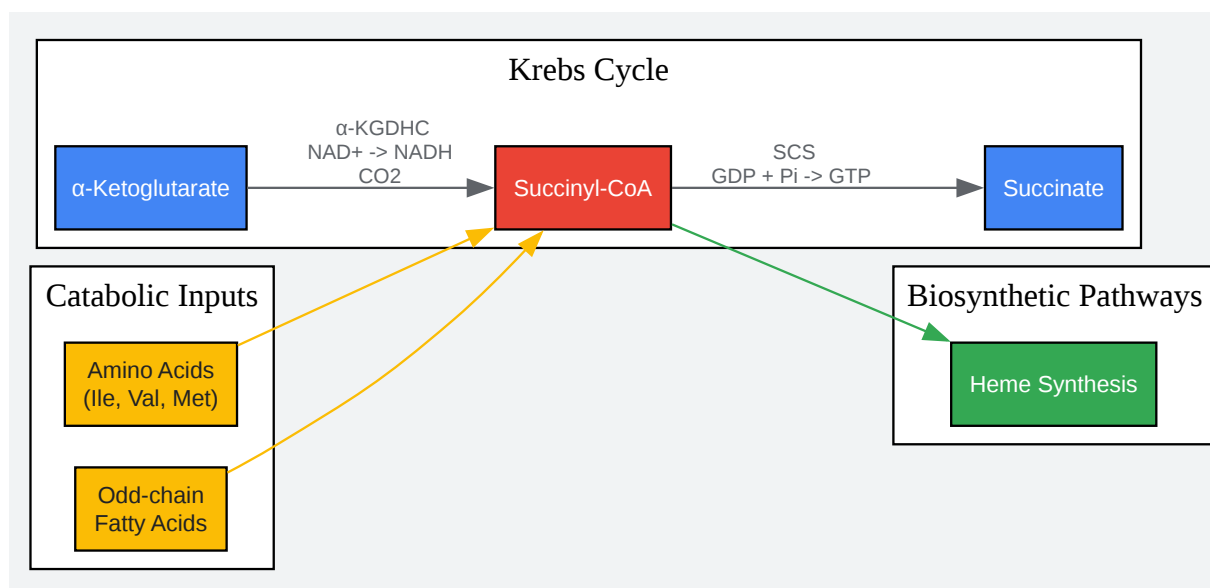 Krebs Cycle
α-Ketoglutarate
α-KGDHC
NAD+ -> NADH
CO2
Succinyl-CoA
SCS
GDP + Pi -> GTP
Succinate
Catabolic Inputs
Amino Acids
(Ile, Val, Met)
Odd-chain
Fatty Acids
Biosynthetic Pathways
Heme Synthesis